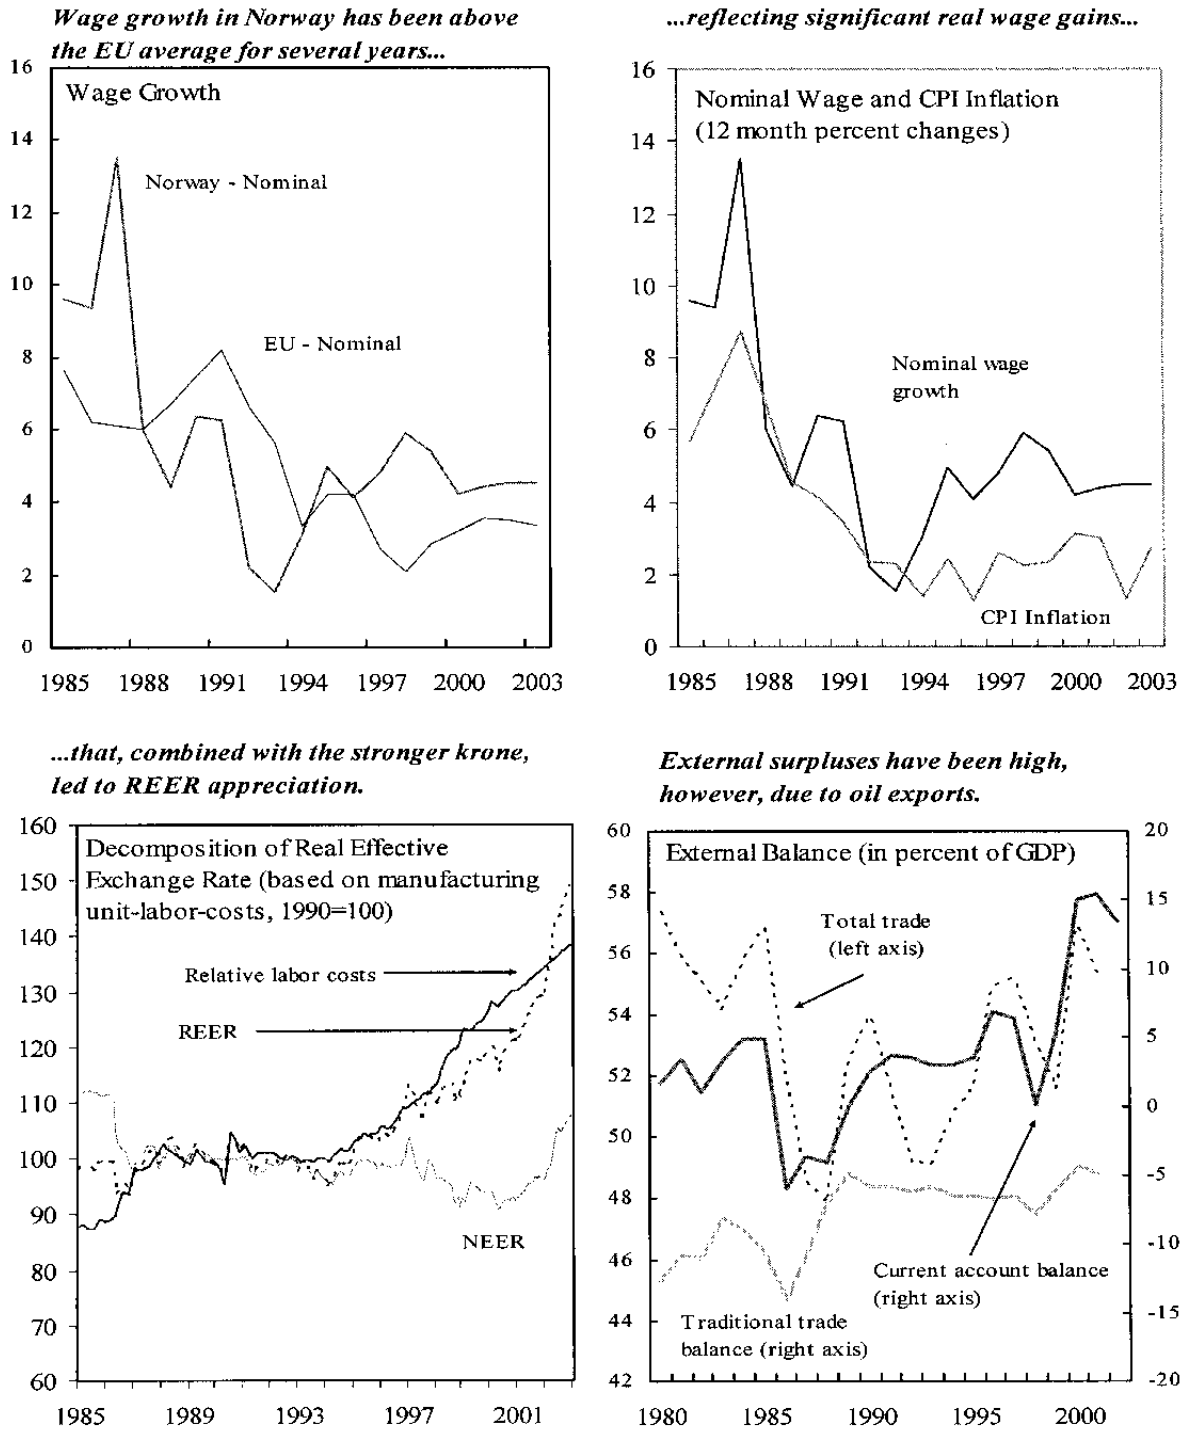 Wage growth in Norway has been above
the EU average for several years...
16
Wage Growth
14
Norway - Nominal
12
10
EU - Nominal
8
6
4
2
0
1985 1988 1991 1994 1997 2000 2003
...reflecting significant real wage gains...
16
Nominal Wage and CPI Inflation
(12 month percent changes)
14
12
10
8
Nominal wage
growth
6
4
2
CPI Inflation
0
1985 1988 1991 1994 1997 2000 2003
...that, combined with the stronger krone,
led to REER appreciation.
160
Decomposition of Real Effective
Exchange Rate (based on manufacturing
unit-labor-costs, 1990=100)
150
140
Relative labor costs
130
REER
120
110
100
90
NEER
80
70
60
1985 1989 1993 1997 2001
External surpluses have been high,
however, due to oil exports.
60 20
External Balance (in percent of GDP)
58 15
Total trade
(left axis)
56
10
54
5
52
0
50
-5
48
-10
46
Current account balance
(right axis)
-15
44
Traditional trade
balance (right axis)
42 -20
1980 1985 1990 1995 2000